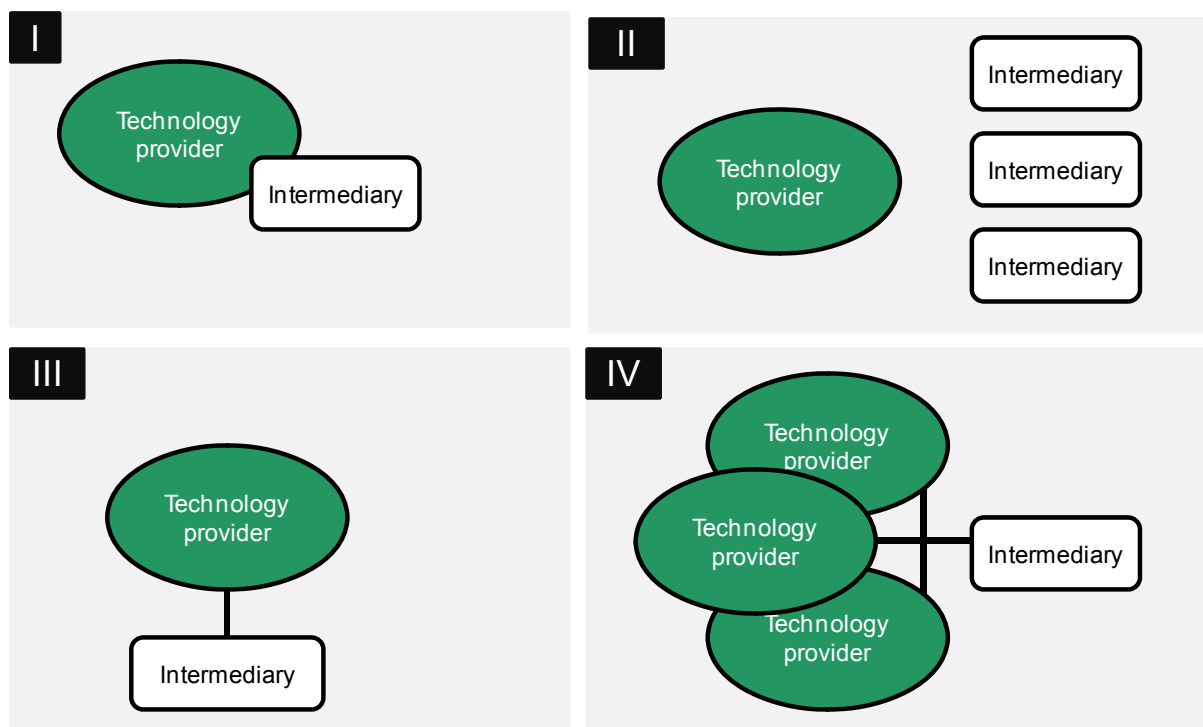 I
Technology
provider
Intermediary
II
Technology
provider
Intermediary
Intermediary
Intermediary
III
Technology
provider
Intermediary
IV
Technology
provider
Technology
provider
Technology
provider
Intermediary